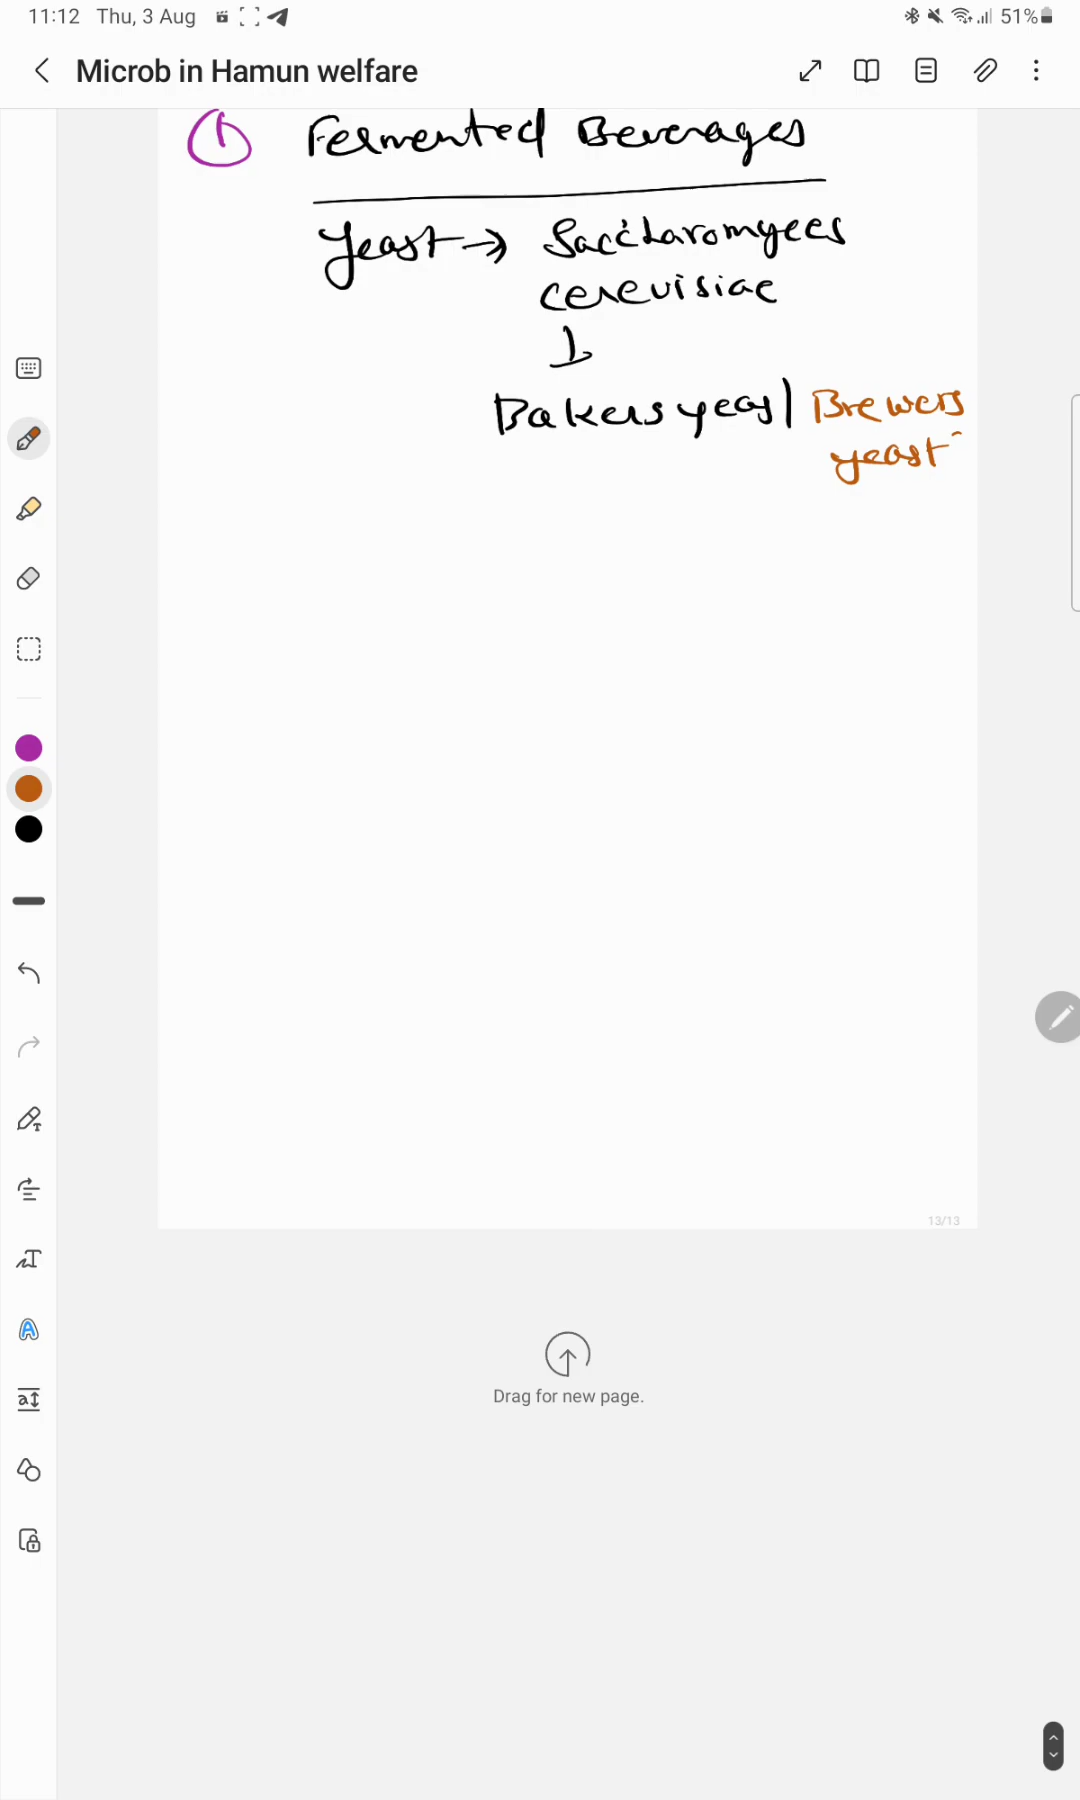 11:12 Thu, 3 Aug 51%
Microb in Hamun welfare
1 Fermented Beverages
Yeast → Saccharomyces
cerevisiae
Bakers yeas| Brewers
yeast
13/13
Drag for new page.